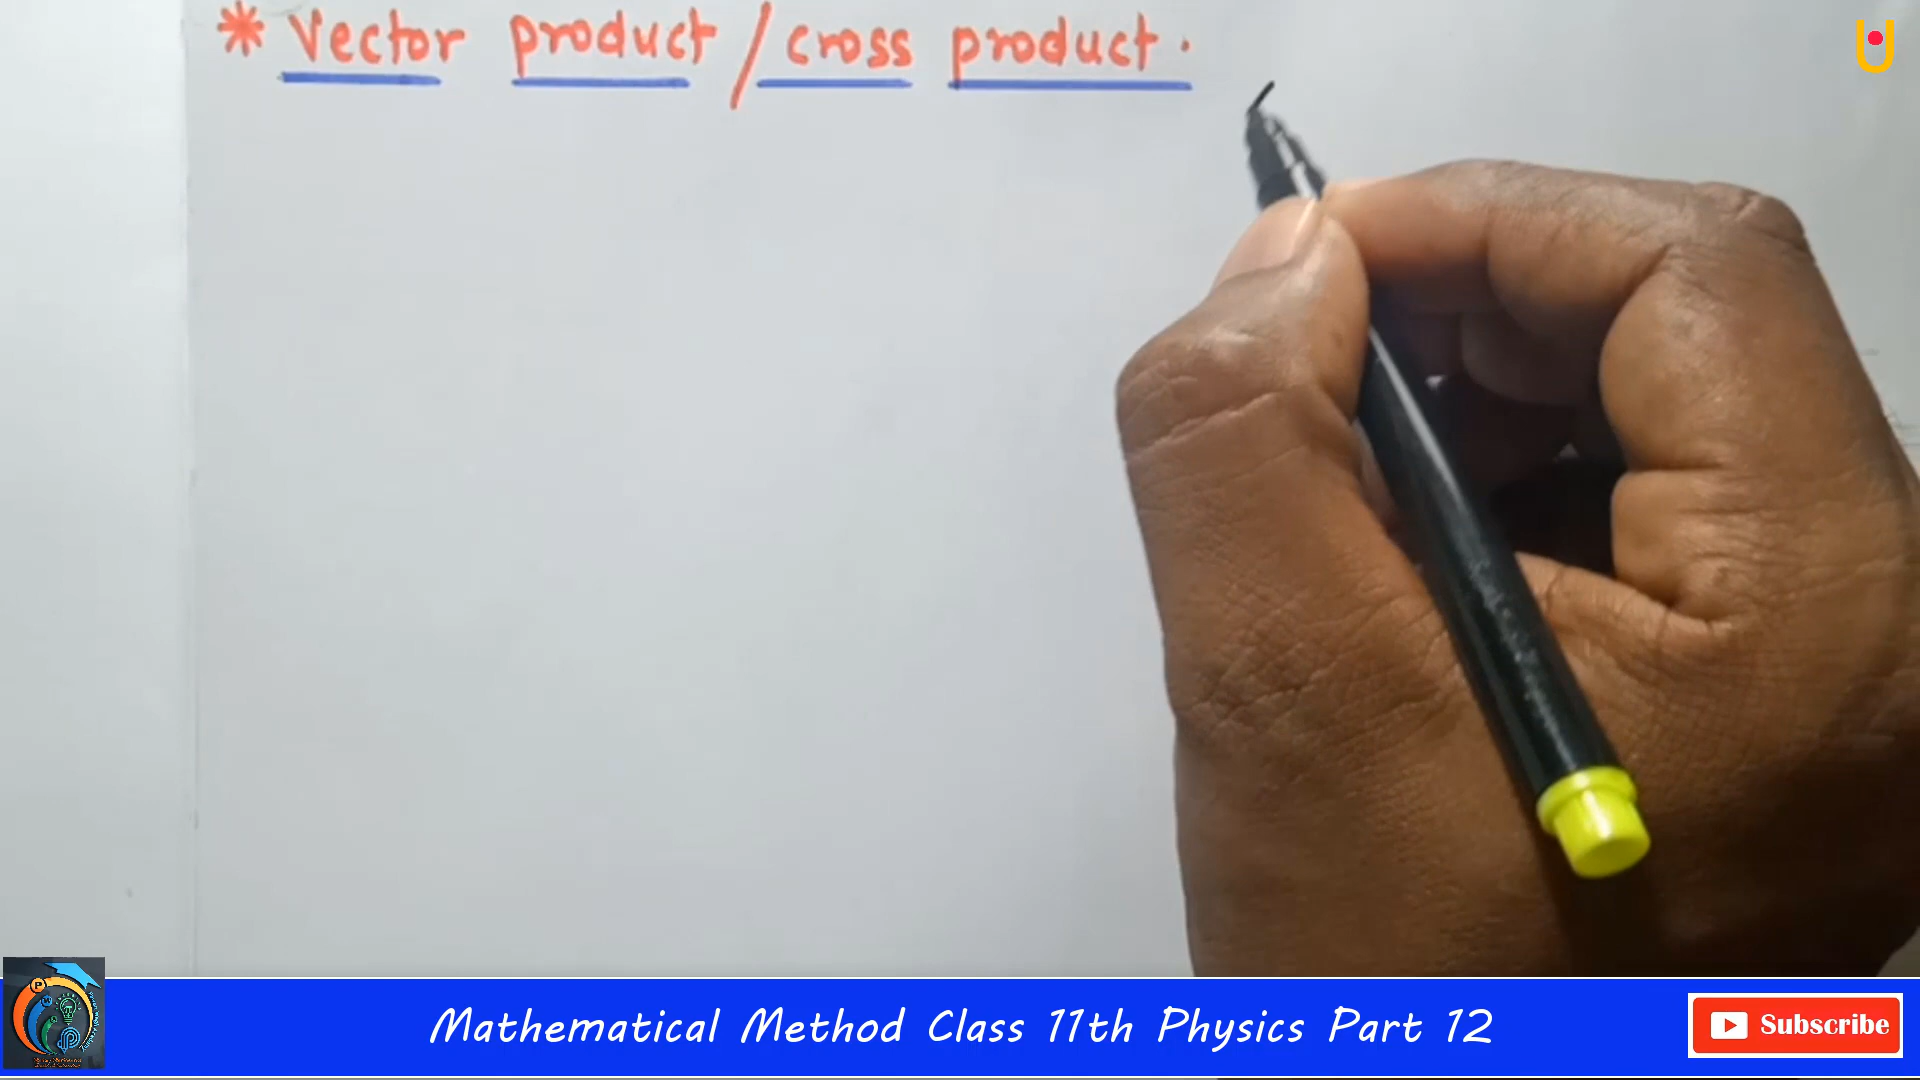 * Vector product / cross product.
Mathematical Method Class 11th Physics Part 12
Subscribe